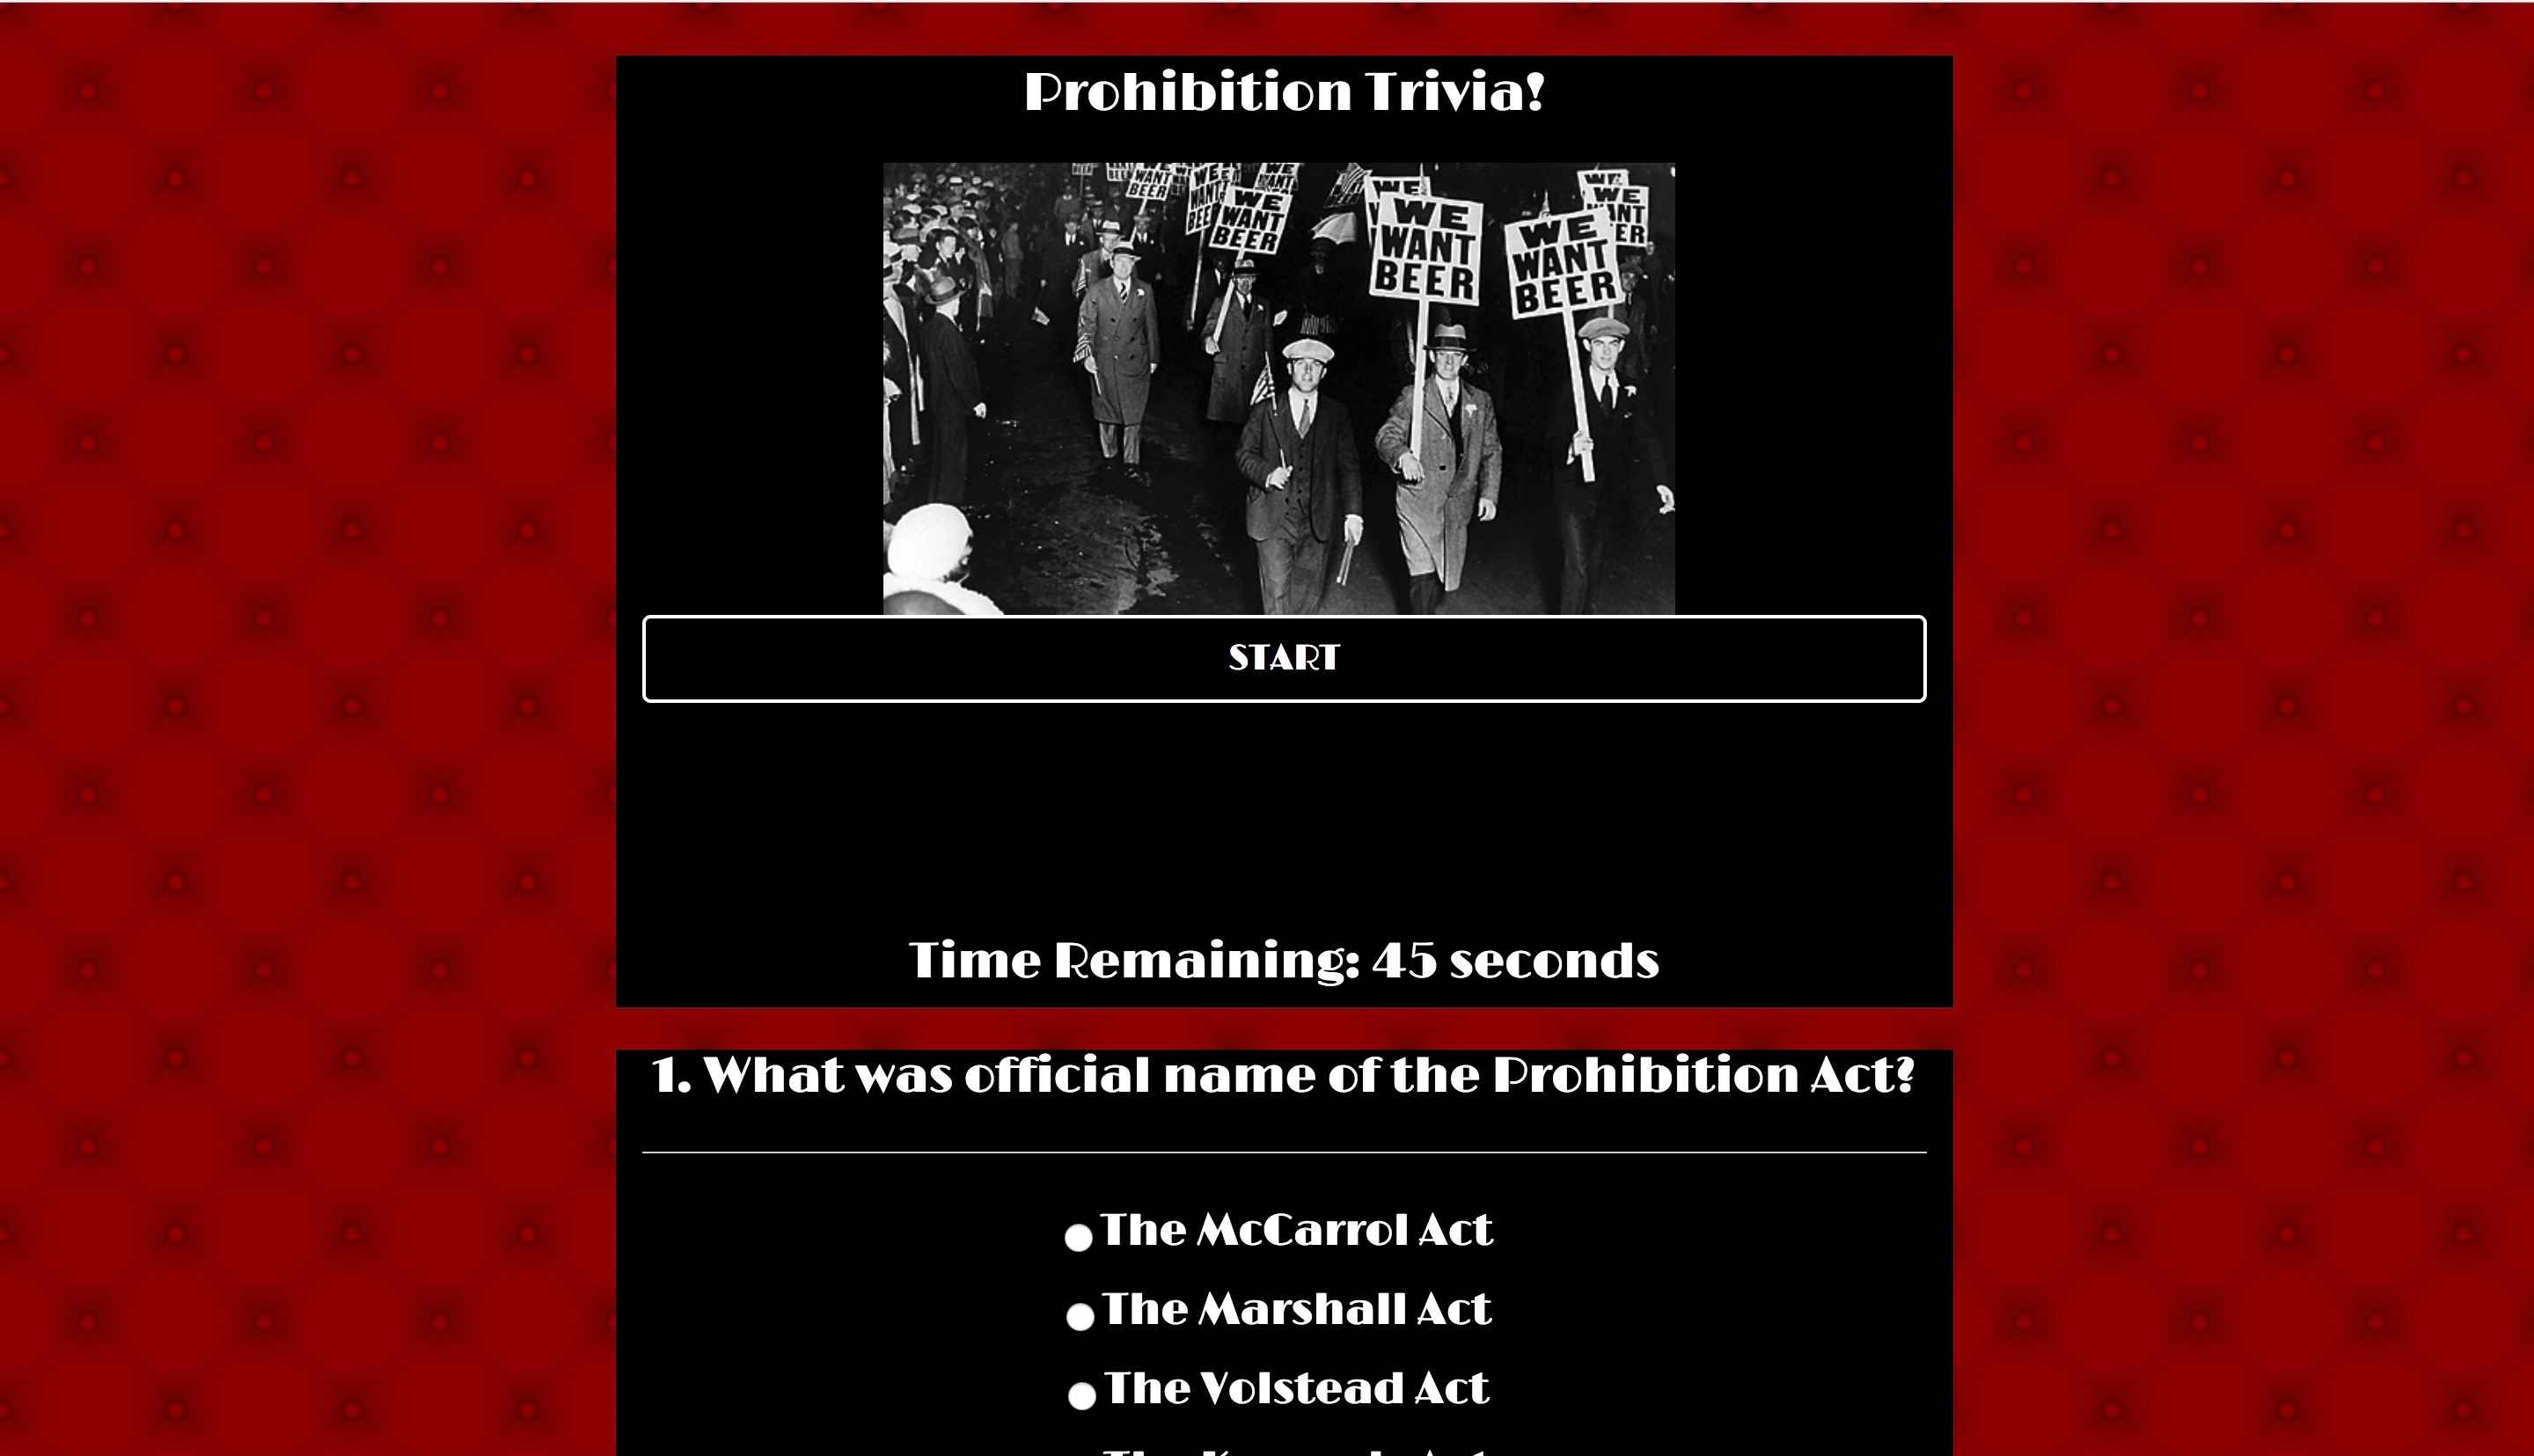 Prohibition Trivia!
WE WANT BEER
WE
WANT
BEER
WE
WANT
BEER
WE
WANT
BEER
START
Time Remaining: 45 seconds
1. What was official name of the Prohibition Act?
The McCarrol Act
The Marshall Act
The Volstead Act